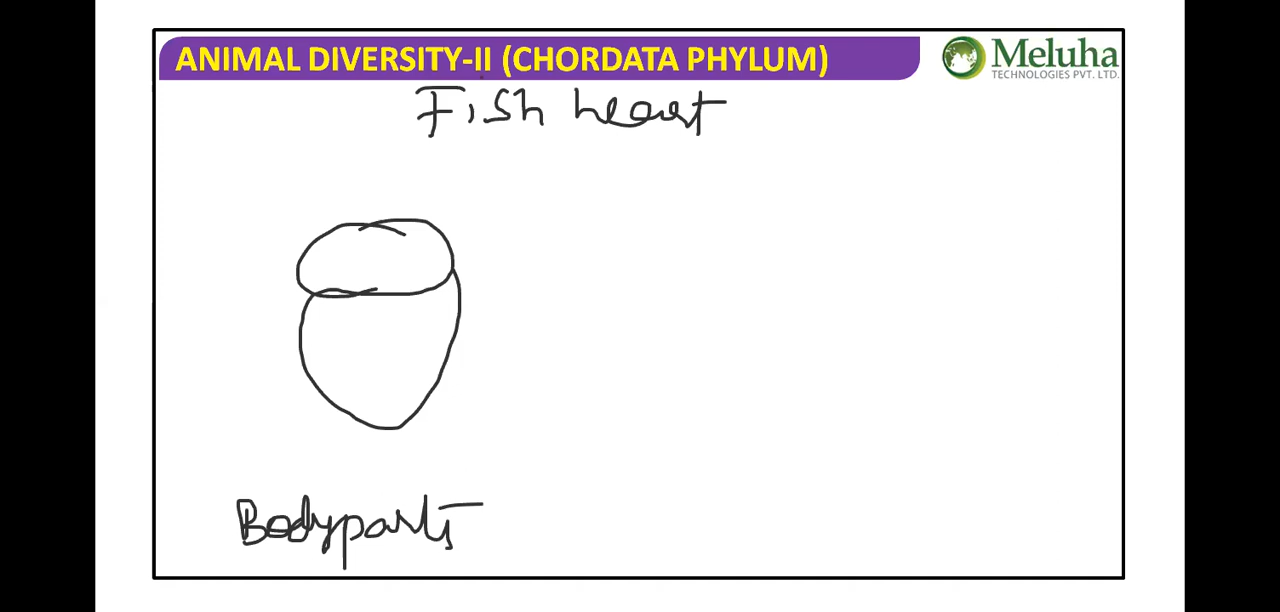 ANIMAL DIVERSITY-II (CHORDATA PHYLUM)
Meluha
TECHNOLOGIES PVT. LTD.
Fish heart
Bodyparts